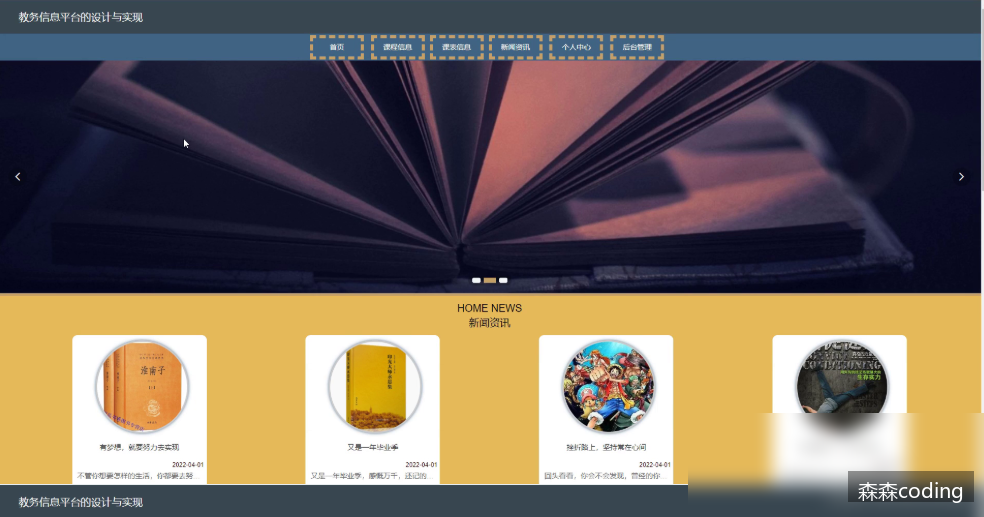 教务信息平台的设计与实现
首页
课程信息
课表信息
新闻资讯
个人中心
后台管理
HOME NEWS
新闻资讯
淮南子
有梦想，就要努力去实现
又是一年毕业季
挫折路上，坚持常在心间
2022-04-01
2022-04-01
2022-04-01
不管你想要怎样的生活，你都要去努...
又是一年毕业季，感慨万千，还记的...
回头看看，你会不会发现，曾经的你...
CONDITIONING
生存实力
教务信息平台的设计与实现
森森coding